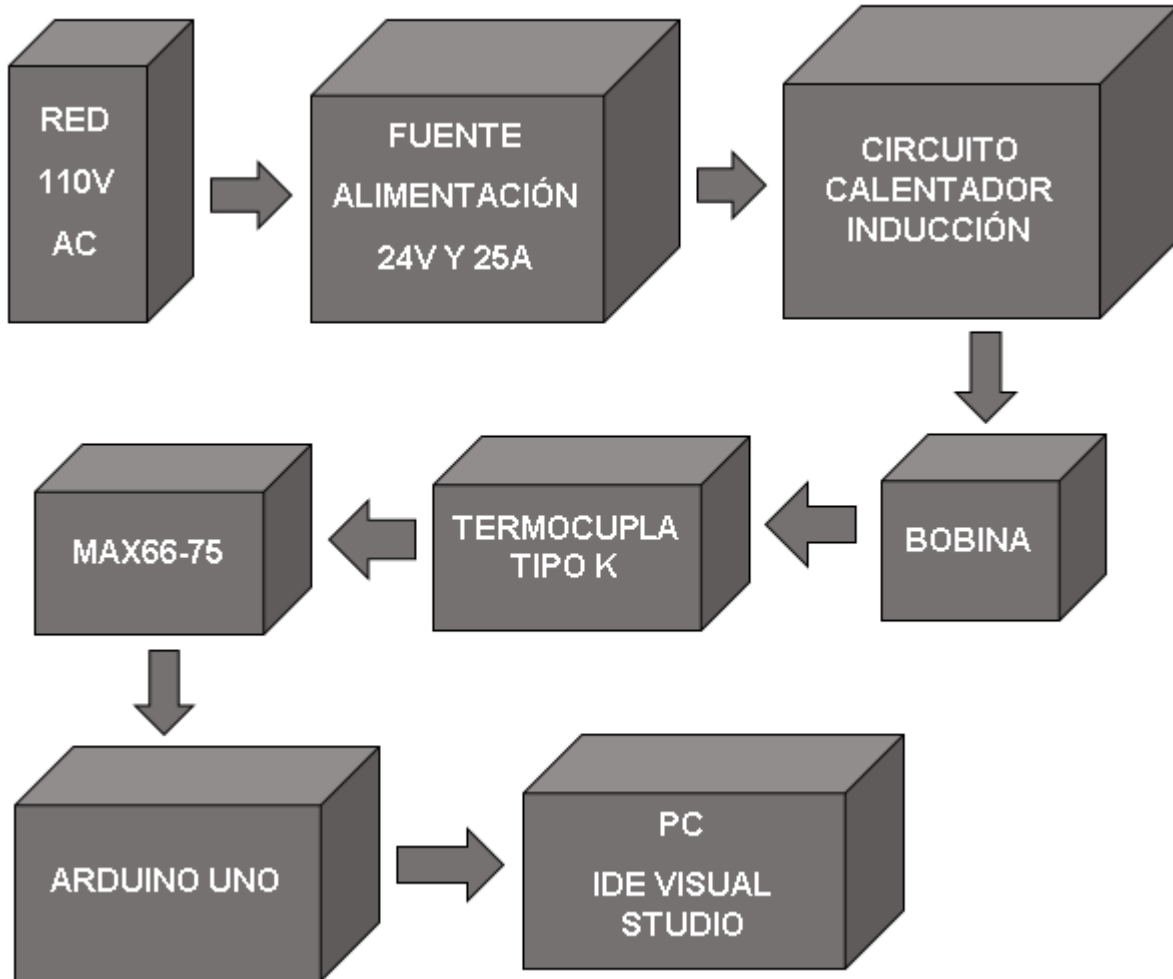 RED
110V
AC
FUENTE
ALIMENTACIÓN
24V Y 25A
CIRCUITO
CALENTADOR
INDUCCIÓN
BOBINA
TERMOCUPLA
TIPO K
MAX66-75
ARDUINO UNO
PC
IDE VISUAL
STUDIO